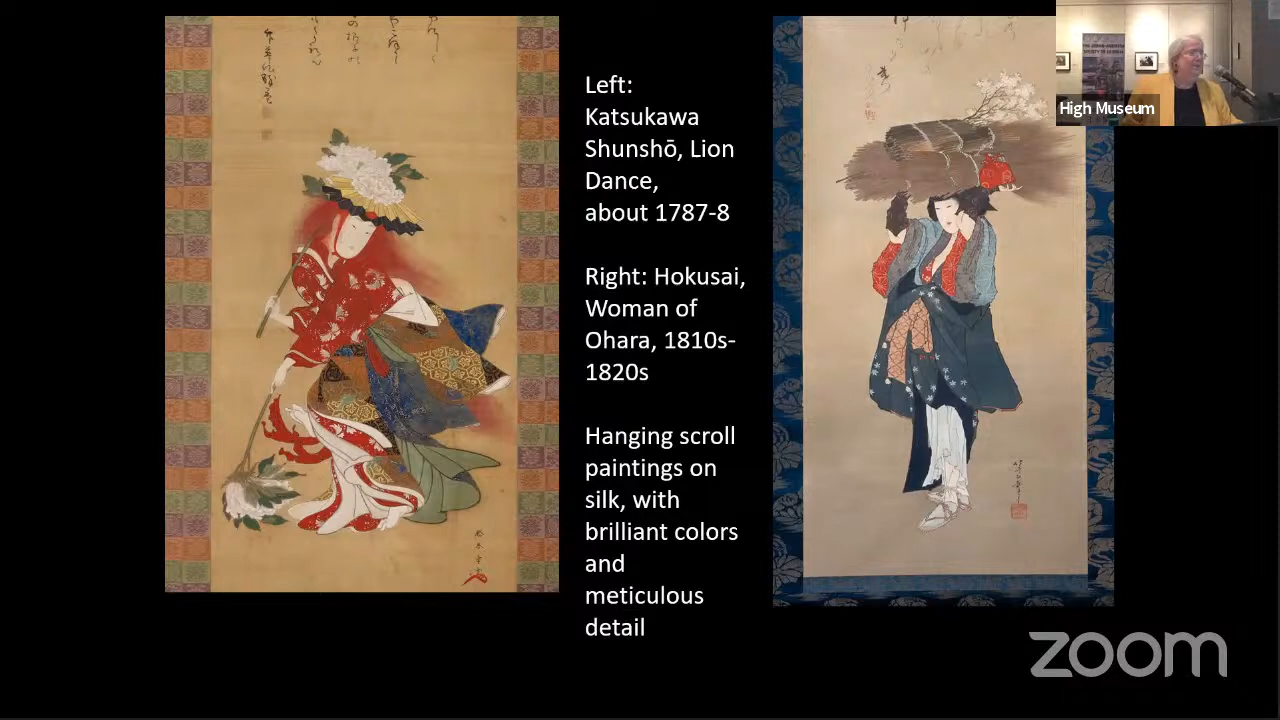 Left:
Katsukawa
Shunshō, Lion
Dance,
about 1787-8
Right: Hokusai,
Woman of
Ohara, 1810s-
1820s
Hanging scroll
paintings on
silk, with
brilliant colors
and
meticulous
detail
High Museum
zoom